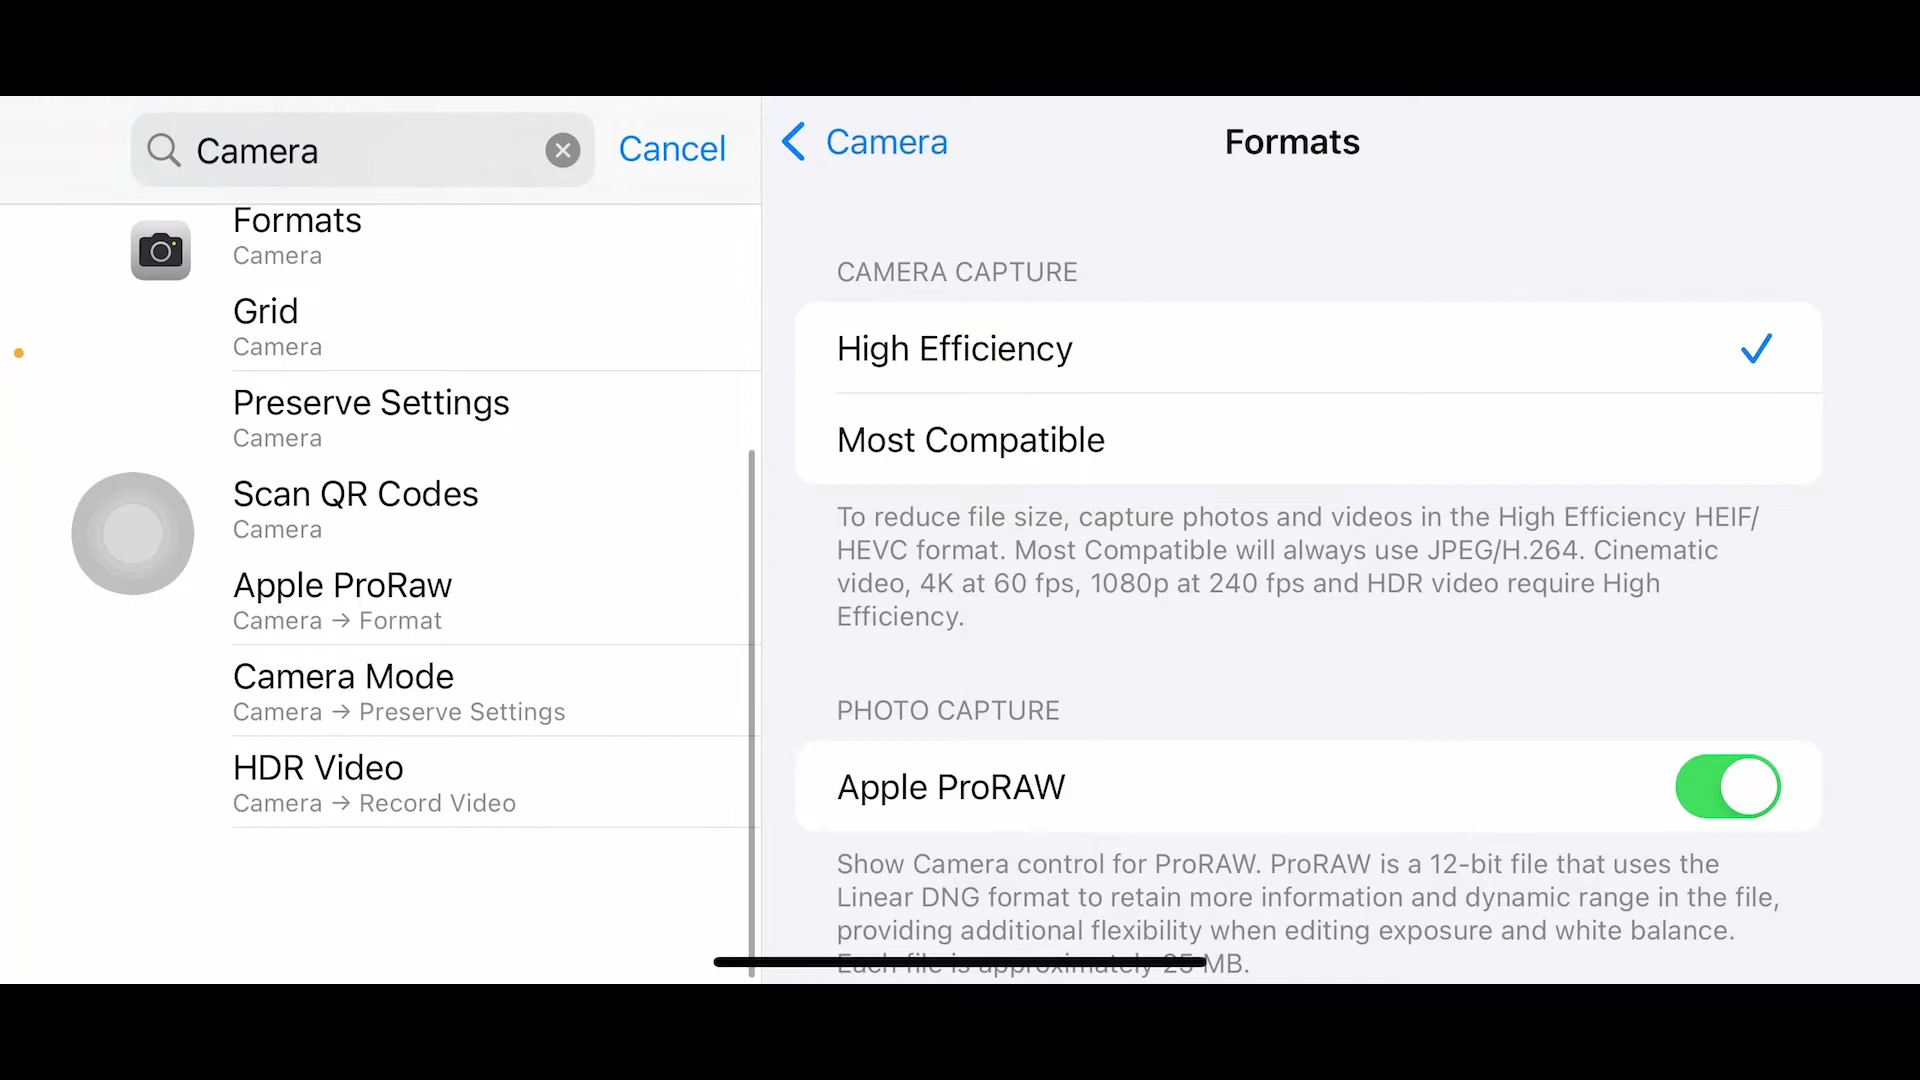 Camera
Cancel
Formats
Camera
Grid
Camera
Preserve Settings
Camera
Scan QR Codes
Camera
Apple ProRaw
Camera → Format
Camera Mode
Camera → Preserve Settings
HDR Video
Camera → Record Video
Camera
Formats
CAMERA CAPTURE
High Efficiency
Most Compatible
To reduce file size, capture photos and videos in the High Efficiency HEIF/
HEVC format. Most Compatible will always use JPEG/H.264. Cinematic
video, 4K at 60 fps, 1080p at 240 fps and HDR video require High
Efficiency.
PHOTO CAPTURE
Apple ProRAW
Show Camera control for ProRAW. ProRAW is a 12-bit file that uses the
Linear DNG format to retain more information and dynamic range in the file,
providing additional flexibility when editing exposure and white balance.
Each file is approximately 25 MB.